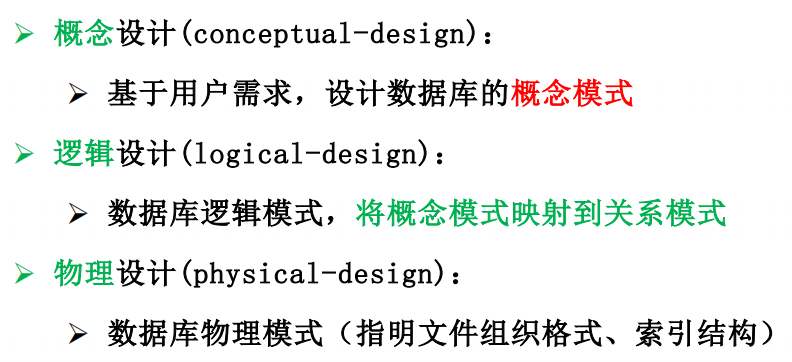 ➢ 概念设计(conceptual-design)：
➢ 基于用户需求，设计数据库的概念模式
➢ 逻辑设计(logical-design)：
➢ 数据库逻辑模式，将概念模式映射到关系模式
➢ 物理设计(physical-design)：
➢ 数据库物理模式（指明文件组织格式、索引结构）